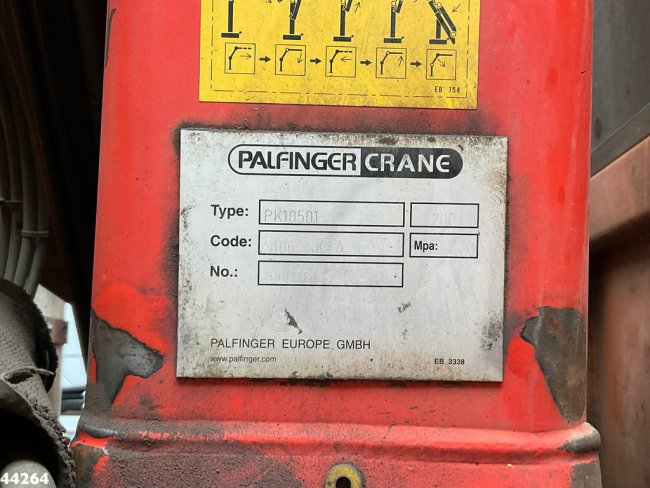 EB 754
PALFINGER CRANE
Type: PK10501
Code:
Mpa:
No.:
PALFINGER EUROPE GMBH
www.palfinger.com
EB 3338
44264